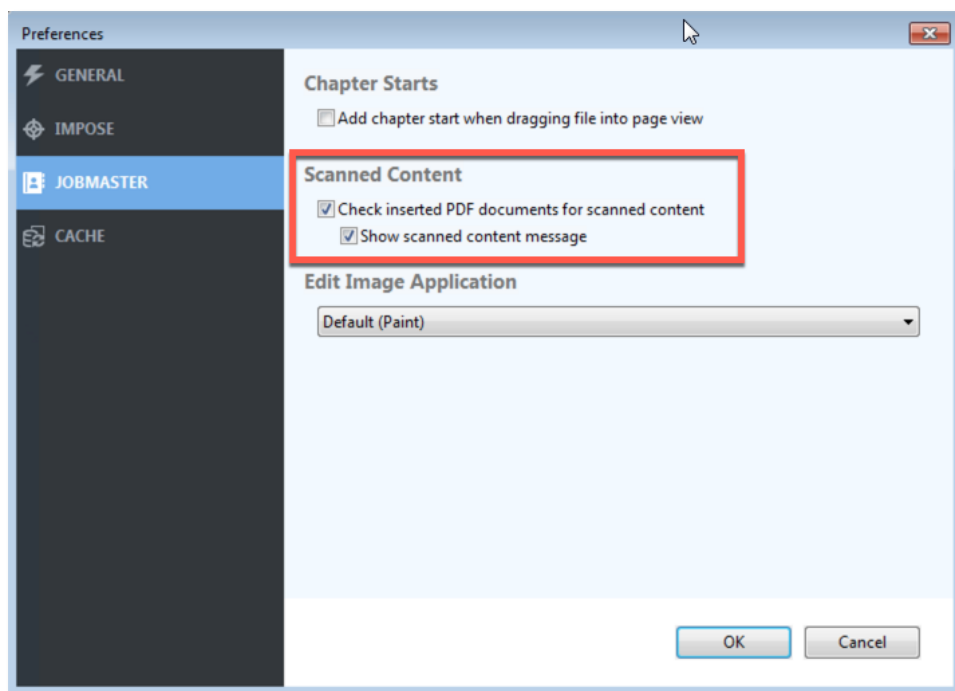 Preferences
GENERAL
IMPOSE
JOBMASTER
CACHE
Chapter Starts
Add chapter start when dragging file into page view
Scanned Content
Check inserted PDF documents for scanned content
Show scanned content message
Edit Image Application
Default (Paint)
OK
Cancel